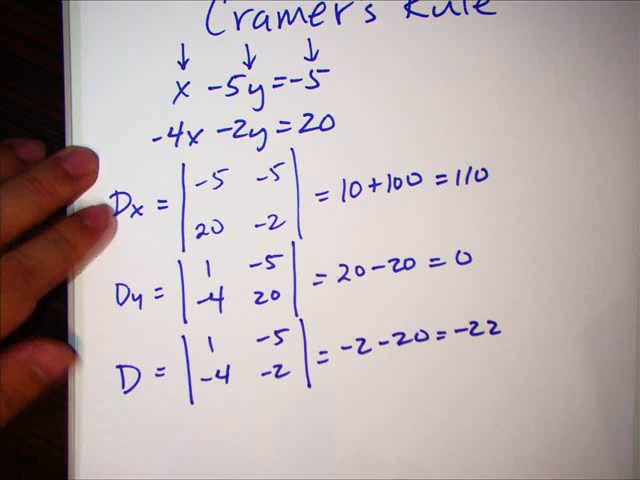 Cramer's Rule
↓ ↓ ↓
x -5y = -5
-4x -2y = 20
Dx = | -5 -5 | = 10 + 100 = 110
| 20 -2 |
Dy = | 1 -5 | = 20 - 20 = 0
| -4 20 |
D = | 1 -5 | = -2 - 20 = -22
| -4 -2 |